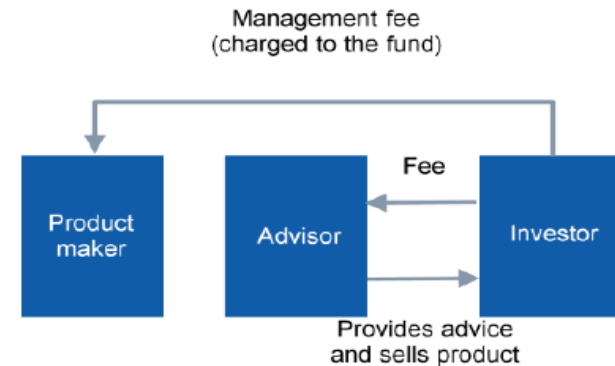 Management fee
(charged to the fund)
Product
maker
Advisor
Fee
Investor
Provides advice
and sells product